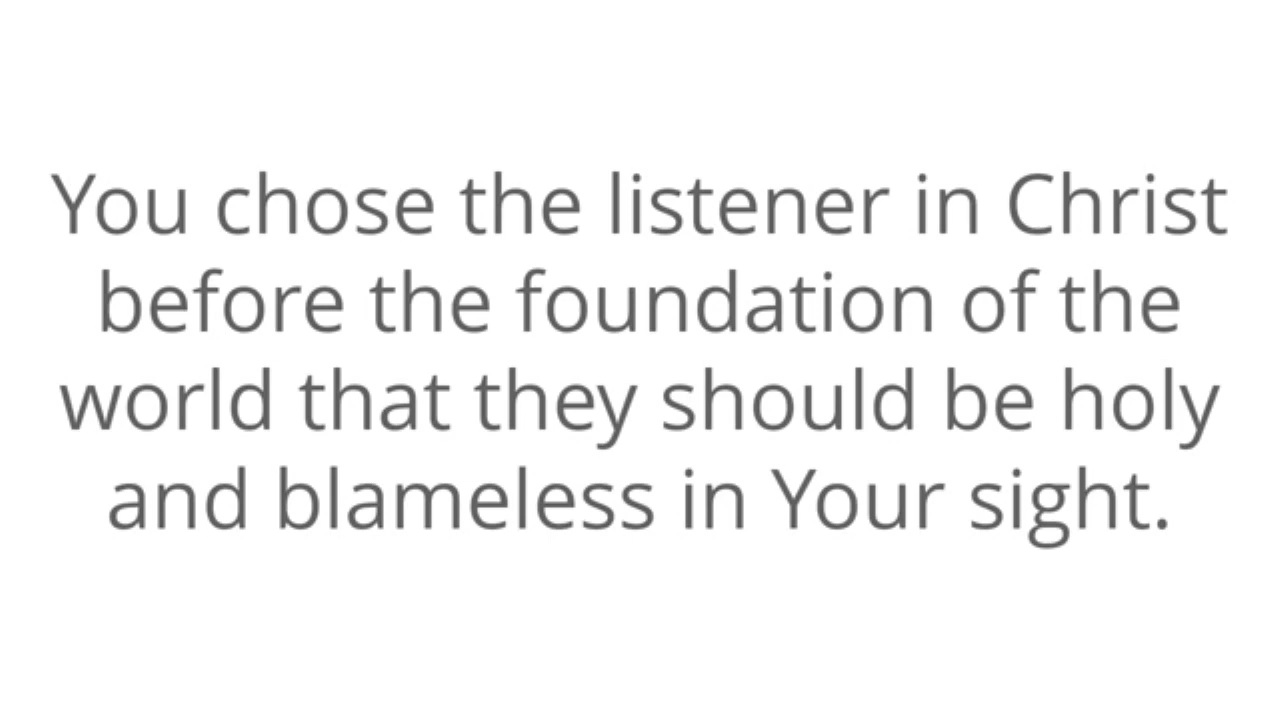 You chose the listener in Christ
before the foundation of the
world that they should be holy
and blameless in Your sight.